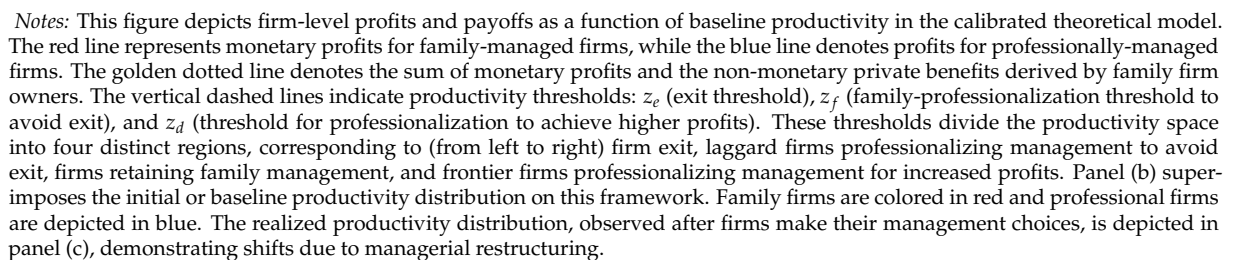 Notes: This figure depicts firm-level profits and payoffs as a function of baseline productivity in the calibrated theoretical model.
The red line represents monetary profits for family-managed firms, while the blue line denotes profits for professionally-managed
firms. The golden dotted line denotes the sum of monetary profits and the non-monetary private benefits derived by family firm
owners. The vertical dashed lines indicate productivity thresholds: z_e (exit threshold), z_f (family-professionalization threshold to
avoid exit), and z_d (threshold for professionalization to achieve higher profits). These thresholds divide the productivity space
into four distinct regions, corresponding to (from left to right) firm exit, laggard firms professionalizing management to avoid
exit, firms retaining family management, and frontier firms professionalizing management for increased profits. Panel (b) super-
imposes the initial or baseline productivity distribution on this framework. Family firms are colored in red and professional firms
are depicted in blue. The realized productivity distribution, observed after firms make their management choices, is depicted in
panel (c), demonstrating shifts due to managerial restructuring.